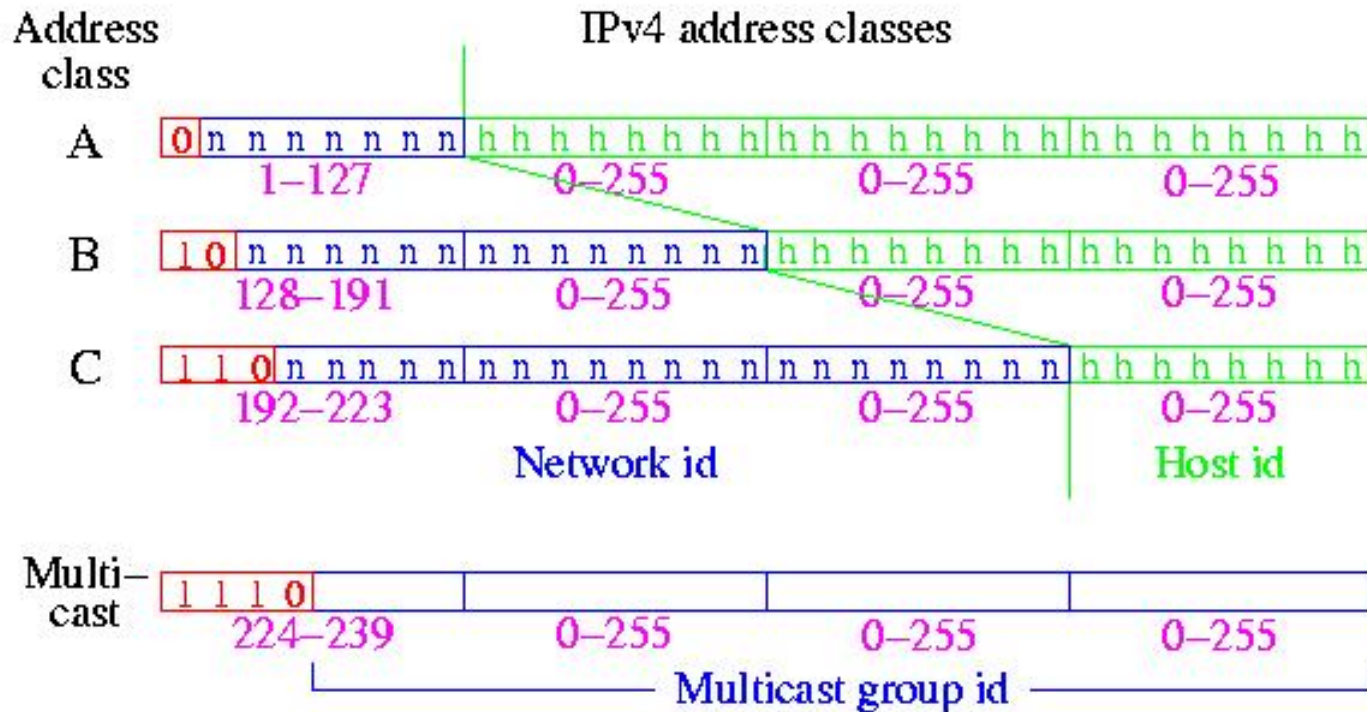 Address class
IPv4 address classes
A
0 n n n n n n n h h h h h h h h h h h h h h h h h h h h h h h h
1–127 0–255 0–255 0–255
B
1 0 n n n n n n n n n n n n n n h h h h h h h h h h h h h h h h
128–191 0–255 0–255 0–255
C
1 1 0 n n n n n n n n n n n n n n n n n n n n n h h h h h h h h
192–223 0–255 0–255 0–255
Network id
Host id
Multi–
cast
1 1 1 0
224–239 0–255 0–255 0–255
Multicast group id